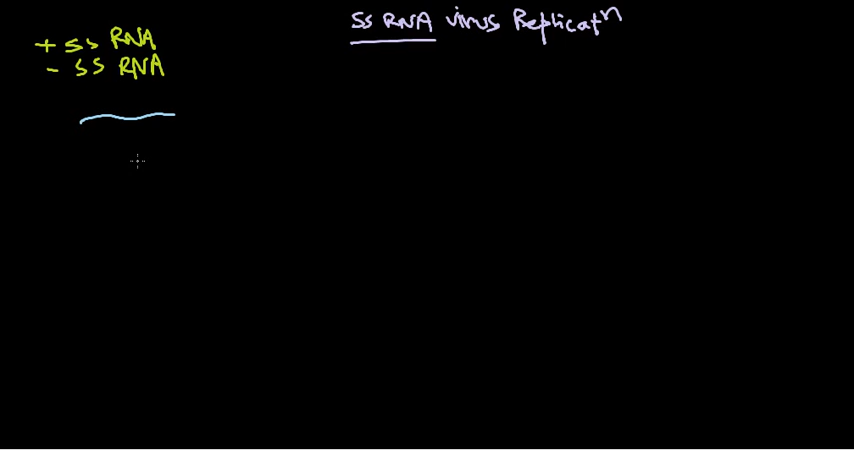 ss RNA virus Replicatⁿ
+ ss RNA
- ss RNA